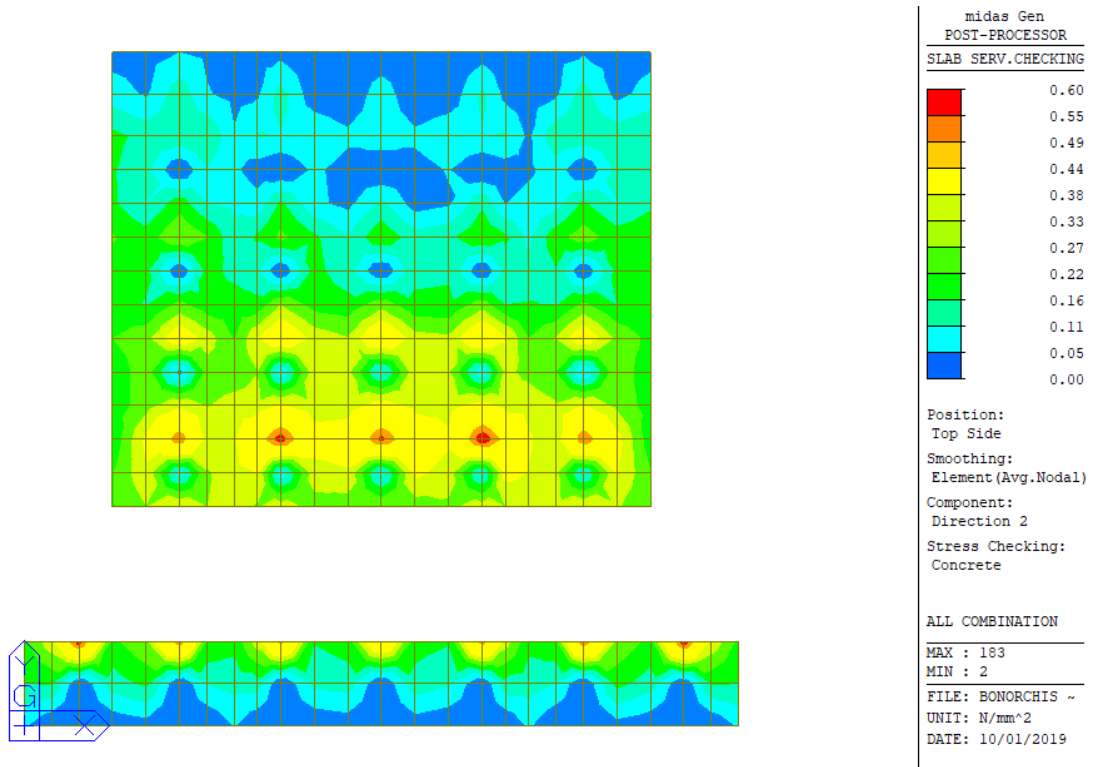 midas Gen
POST-PROCESSOR
SLAB SERV.CHECKING
0.60
0.55
0.49
0.44
0.38
0.33
0.27
0.22
0.16
0.11
0.05
0.00
Position:
Top Side
Smoothing:
Element(Avg.Nodal)
Component:
Direction 2
Stress Checking:
Concrete
ALL COMBINATION
MAX : 183
MIN : 2
FILE: BONORCHIS ~
UNIT: N/mm^2
DATE: 10/01/2019
Y
G
X